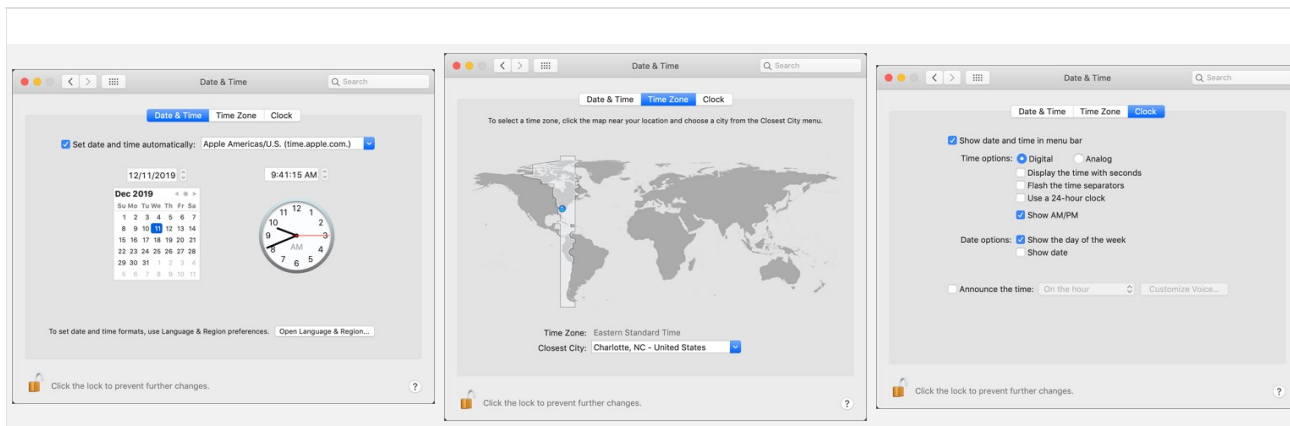 Date & Time
Search
Date & Time Time Zone Clock
Set date and time automatically: Apple Americas/U.S. (time.apple.com.)
12/11/2019 9:41:15 AM
Dec 2019
Su Mo Tu We Th Fr Sa
1 2 3 4 5 6 7
8 9 10 11 12 13 14
15 16 17 18 19 20 21
22 23 24 25 26 27 28
29 30 31 1 2 3 4
5 6 7 8 9 10 11
12 1 2 3 4 5 6 7 8 9 10 11
AM
To set date and time formats, use Language & Region preferences. Open Language & Region...
Click the lock to prevent further changes. ?
Date & Time
Search
Date & Time Time Zone Clock
To select a time zone, click the map near your location and choose a city from the Closest City menu.
Time Zone: Eastern Standard Time
Closest City: Charlotte, NC - United States
Click the lock to prevent further changes. ?
Date & Time
Search
Date & Time Time Zone Clock
Show date and time in menu bar
Time options: Digital Analog
Display the time with seconds
Flash the time separators
Use a 24-hour clock
Show AM/PM
Date options: Show the day of the week
Show date
Announce the time: On the hour Customize Voice...
Click the lock to prevent further changes. ?